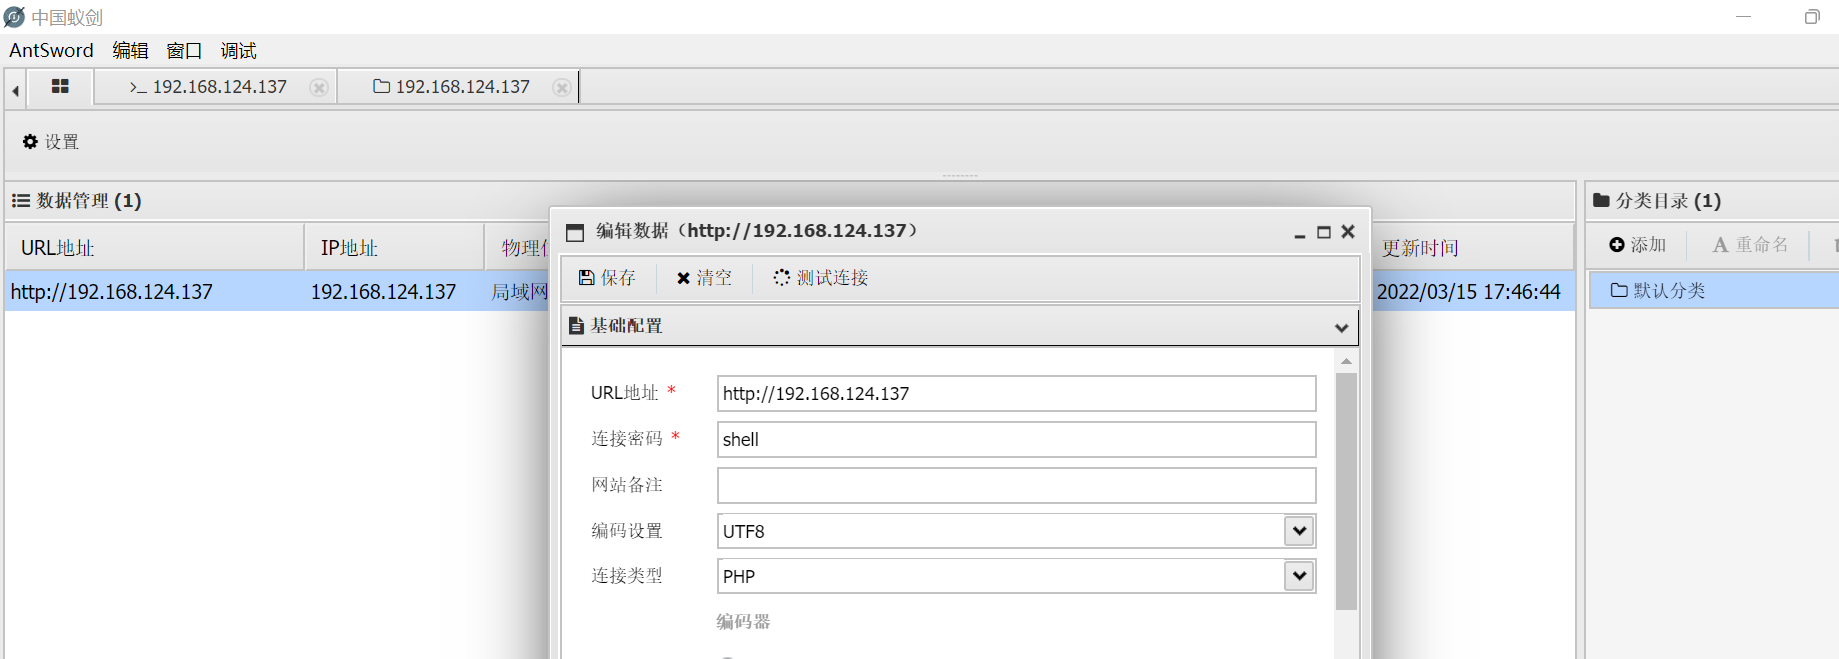 中国蚁剑
AntSword 编辑 窗口 调试
>_ 192.168.124.137 192.168.124.137
设置
数据管理 (1)
分类目录 (1)
URL地址 IP地址 物理 更新时间
添加 重命名
http://192.168.124.137 192.168.124.137 局域网 2022/03/15 17:46:44
默认分类
编辑数据（http://192.168.124.137）
保存 清空 测试连接
基础配置
URL地址 * http://192.168.124.137
连接密码 * shell
网站备注
编码设置 UTF8
连接类型 PHP
编码器